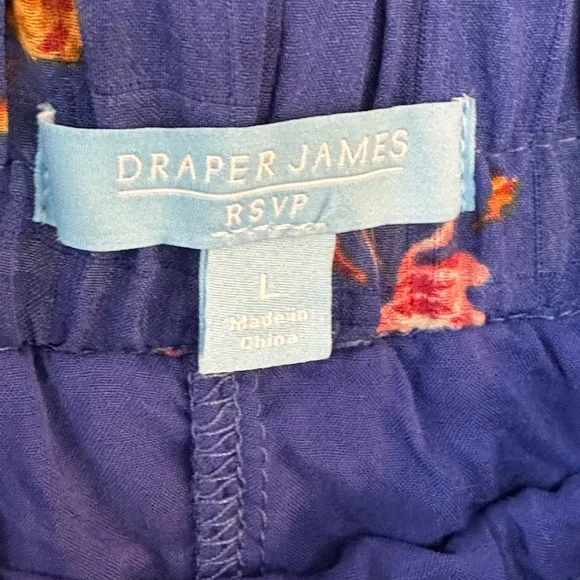 DRAPER JAMES
RSVP
L
Made in
China